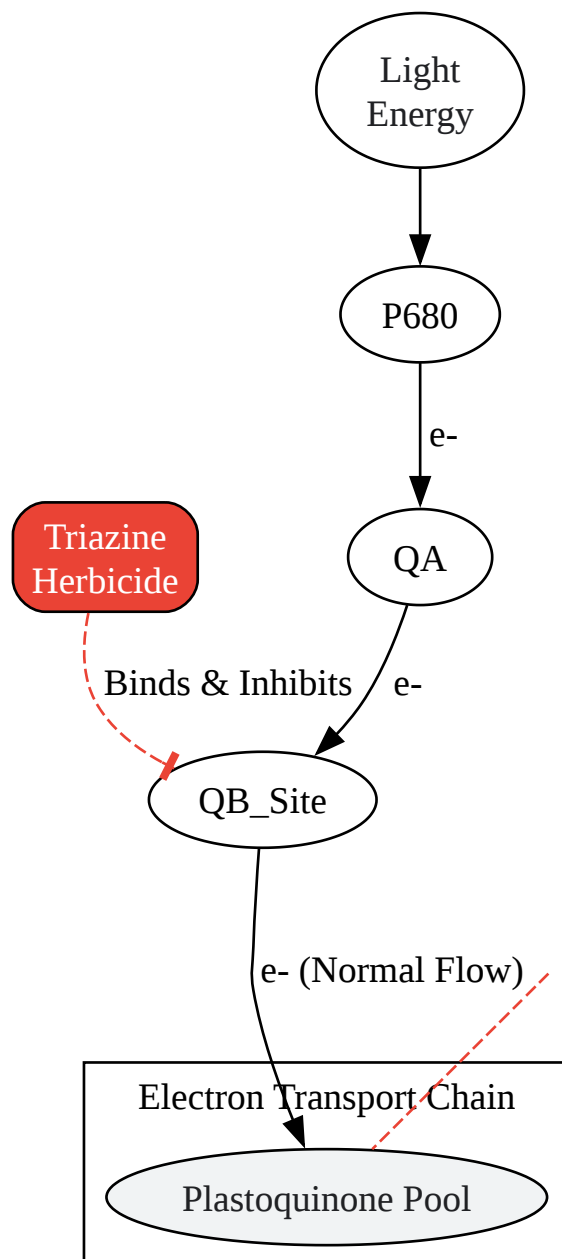 Light
Energy
P680
e-
QA
Triazine
Herbicide
Binds & Inhibits
e-
QB_Site
e- (Normal Flow)
Electron Transport Chain
Plastoquinone Pool